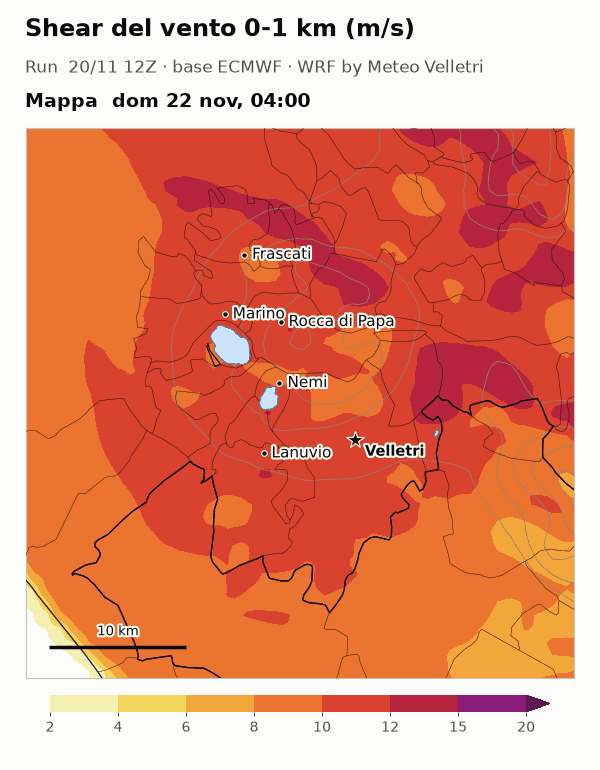 Shear del vento 0-1 km (m/s)
Run  20/11 12Z · base ECMWF · WRF by Meteo Velletri
Mappa  dom 22 nov, 04:00
Frascati
Marino
Rocca di Papa
Nemi
Velletri
Lanuvio
10 km
2 4 6 8 10 12 15 20